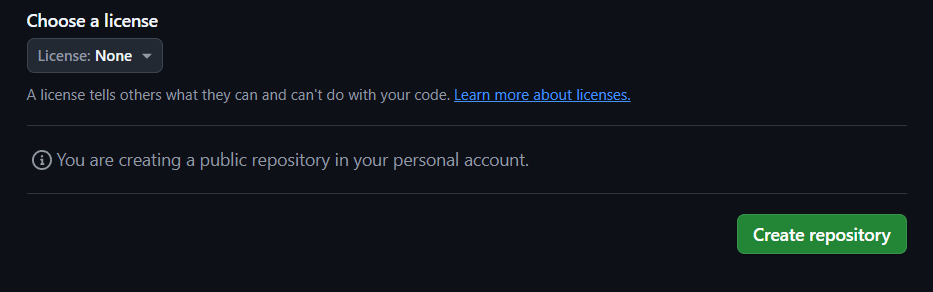 Choose a license
License: None
A license tells others what they can and can't do with your code. Learn more about licenses.
You are creating a public repository in your personal account.
Create repository